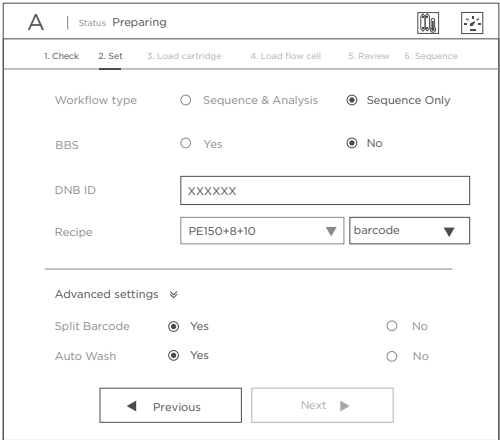 A | Status Preparing
1. Check 2. Set 3. Load cartridge 4. Load flow cell 5. Review 6. Sequence
Workflow type Sequence & Analysis Sequence Only
BBS Yes No
DNB ID XXXXXX
Recipe PE150+8+10 barcode
Advanced settings
Split Barcode Yes No
Auto Wash Yes No
Previous Next